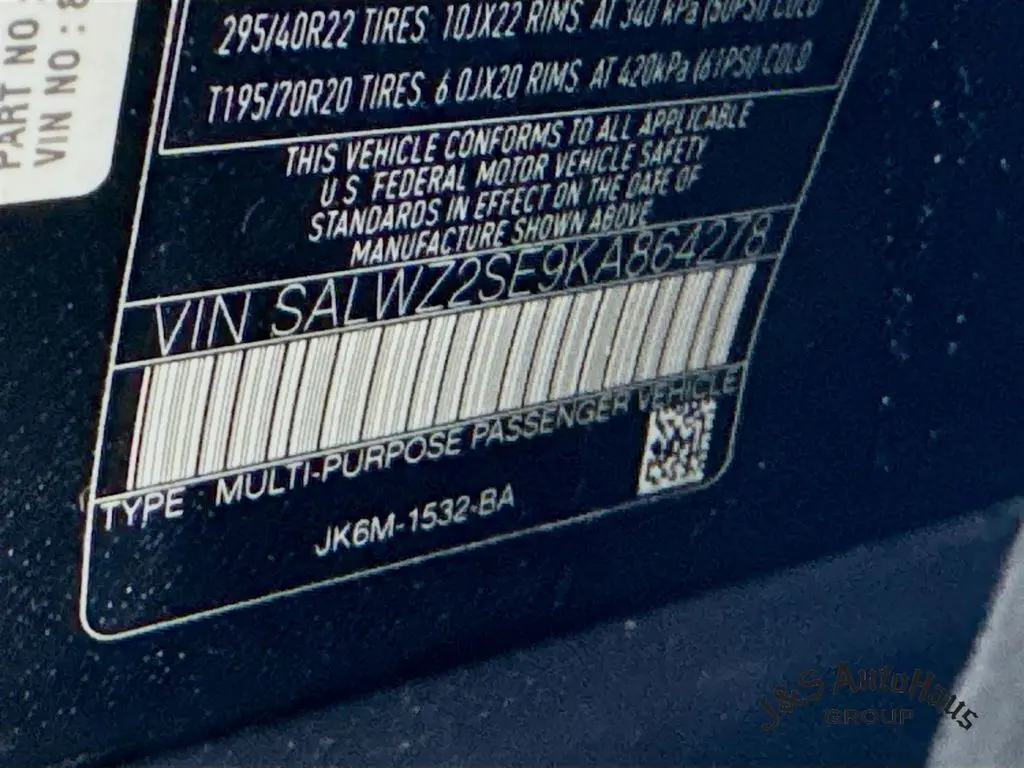 PART NO :
VIN NO : 8
295/40R22 TIRES. 10JX22 RIMS. AT 340 kPa (50PSI) COLD
T195/70R20 TIRES. 6.0JX20 RIMS. AT 420kPa (61PSI) COLD
THIS VEHICLE CONFORMS TO ALL APPLICABLE
U.S. FEDERAL MOTOR VEHICLE SAFETY
STANDARDS IN EFFECT ON THE DATE OF
MANUFACTURE SHOWN ABOVE
VIN SALWZ2SE9KA864278
TYPE : MULTI-PURPOSE PASSENGER VEHICLE
JK6M-1532-BA
J&S AutoHaus
GROUP